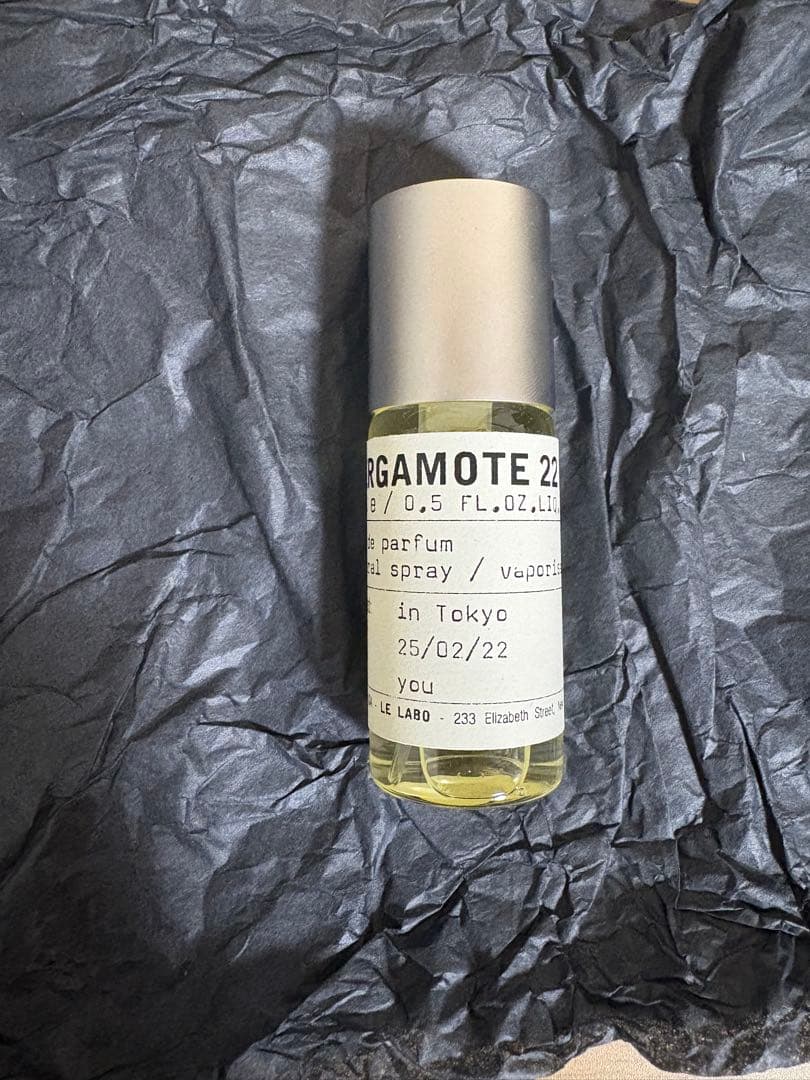 RGAMOTE 22
e / 0.5 FL.OZ.LIQ.
de parfum
ral spray / vaporis
in Tokyo
25/02/22
you
- LE LABO - 233 Elizabeth Street,